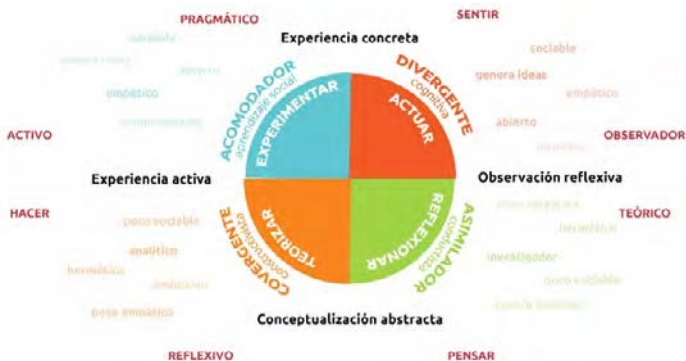 PRAGMÁTICO
SENTIR
Experiencia concreta
sociable
genera ideas
empático
abierto
empático
ACOMODADOR
aprendizaje social
EXPERIMENTAR
ACTUAR
DIVERGENTE
cognitiva
ACTIVO
OBSERVADOR
Experiencia activa
Observación reflexiva
HACER
TEÓRICO
poco sociable
analítico
hermético
poco empático
COVERGENTE
constructivista
TEORIZAR
REFLEXIONAR
ASIMILADOR
conductista
hermético
investigador
poco sociable
Conceptualización abstracta
REFLEXIVO
PENSAR